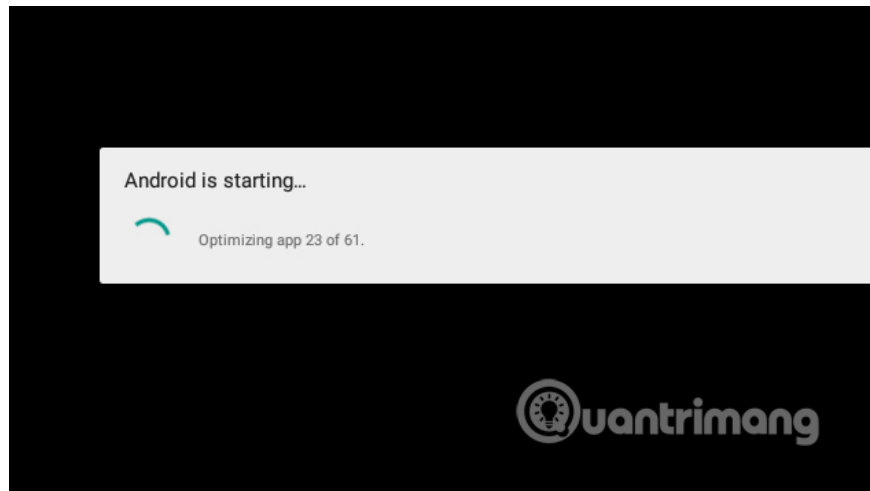 Android is starting...
Optimizing app 23 of 61.
Quantrimang